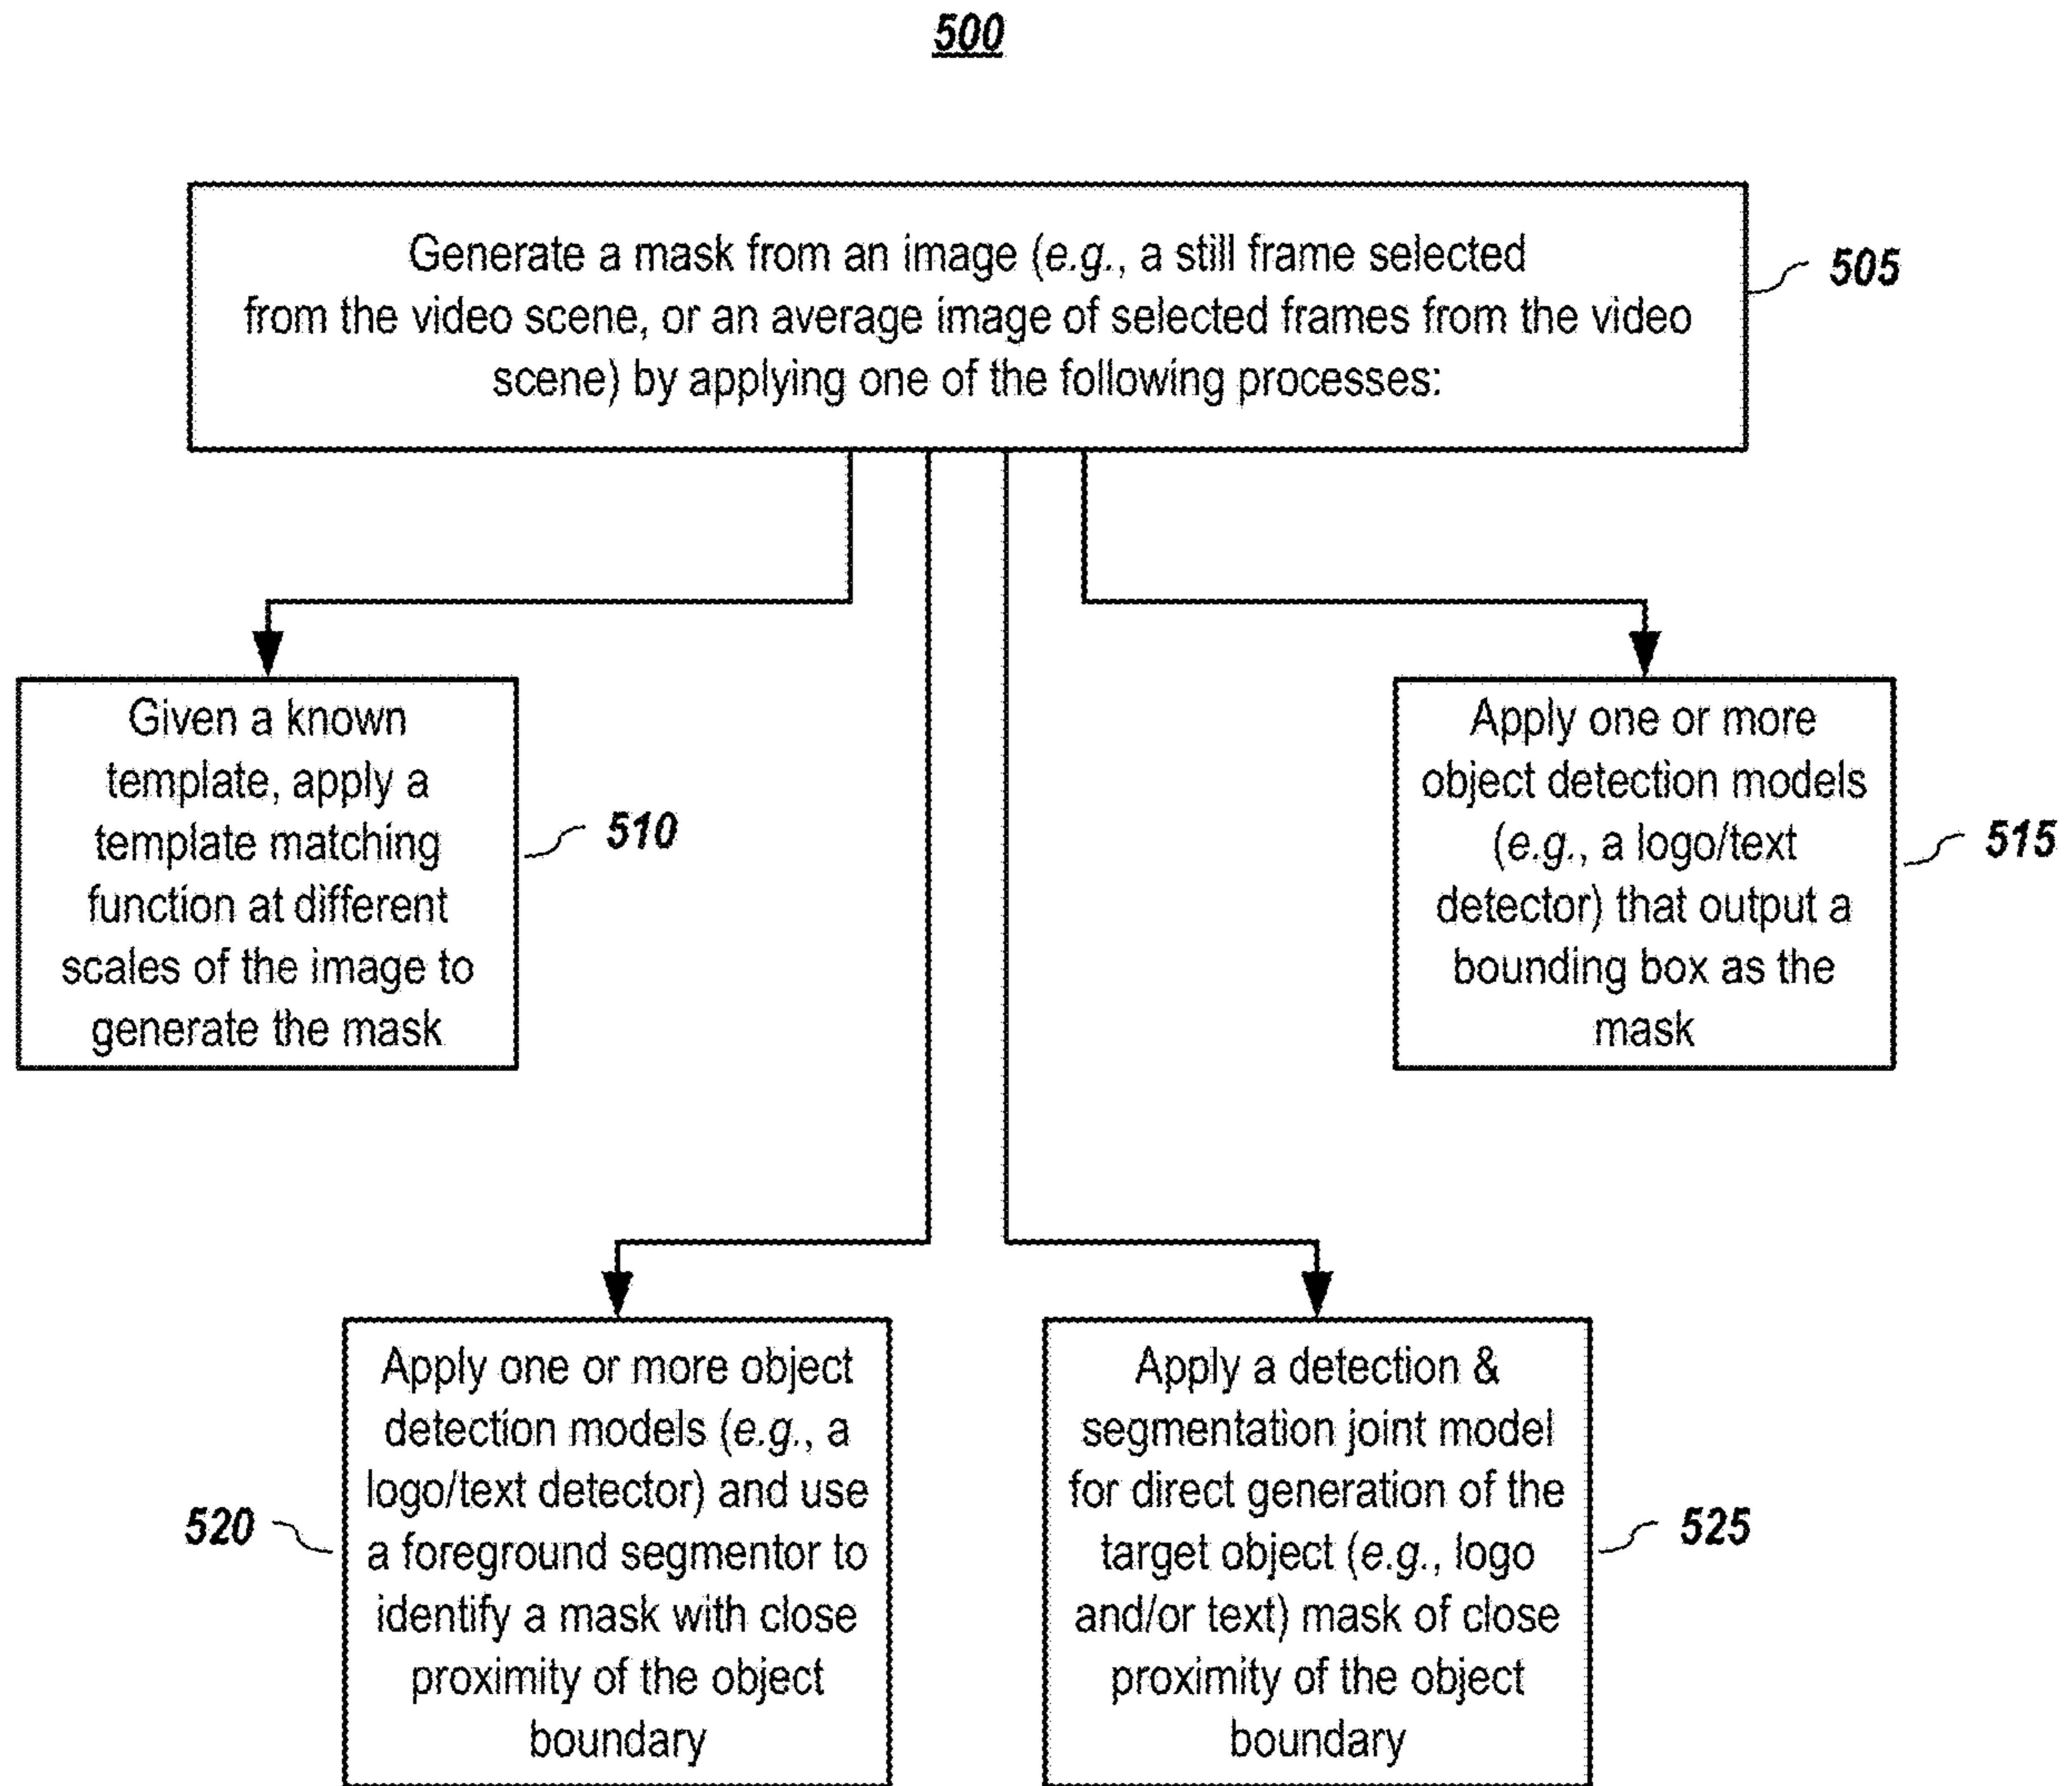 500
Generate a mask from an image (e.g., a still frame selected
from the video scene, or an average image of selected frames from the video
scene) by applying one of the following processes:
505
Given a known
template, apply a
template matching
function at different
scales of the image to
generate the mask
510
Apply one or more
object detection models
(e.g., a logo/text
detector) that output a
bounding box as the
mask
515
Apply one or more object
detection models (e.g., a
logo/text detector) and use
a foreground segmentor to
identify a mask with close
proximity of the object
boundary
520
Apply a detection &
segmentation joint model
for direct generation of the
target object (e.g., logo
and/or text) mask of close
proximity of the object
boundary
525